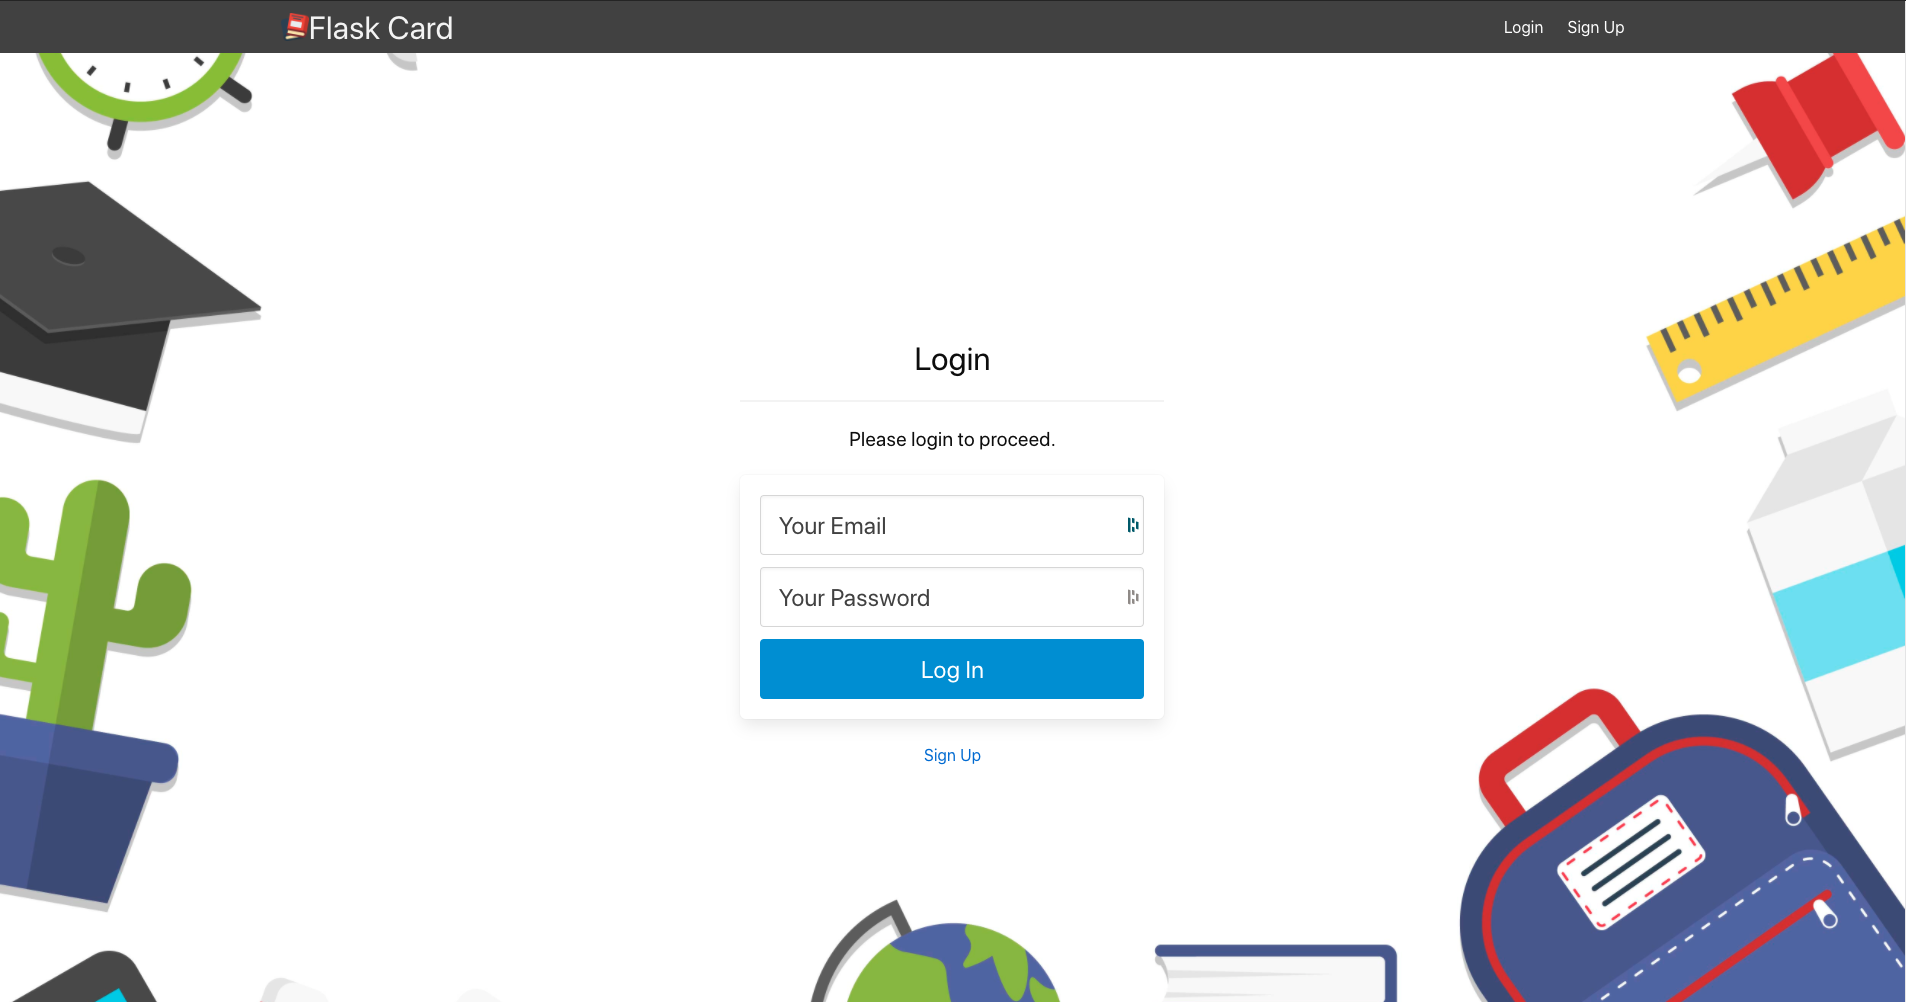 Flask Card
Login
Sign Up
Login
Please login to proceed.
Your Email
Your Password
Log In
Sign Up